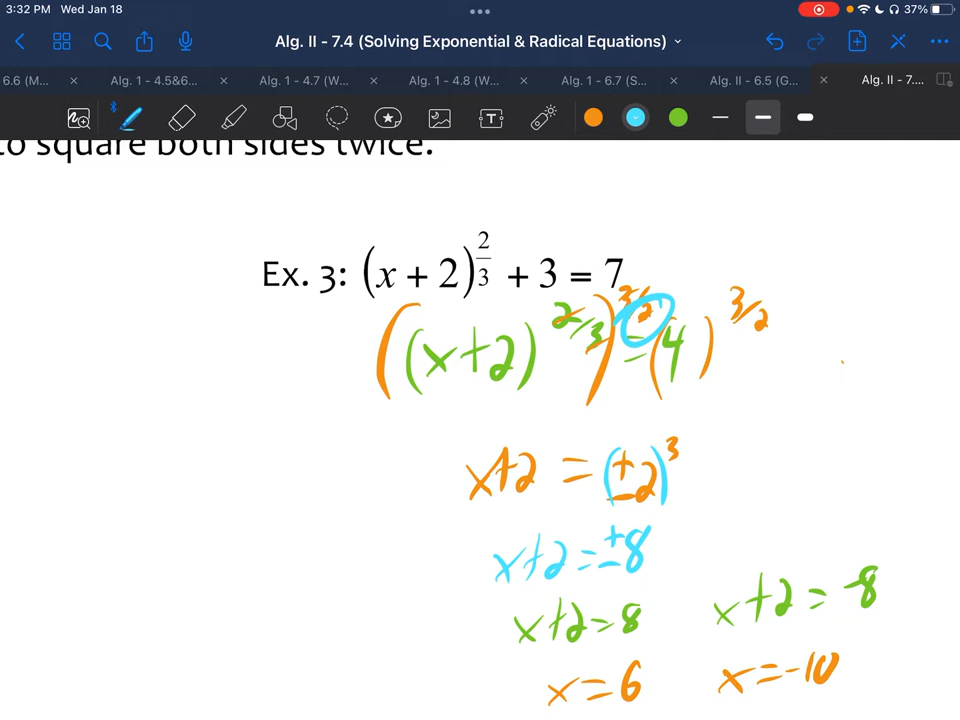 3:32 PM Wed Jan 18
37%
Alg. II - 7.4 (Solving Exponential & Radical Equations)
6.6 (M... × Alg. 1 - 4.5&6... × Alg. 1 - 4.7 (W... × Alg. 1 - 4.8 (W... × Alg. 1 - 6.7 (S... × Alg. II - 6.5 (G... × Alg. II - 7....
to square both sides twice.
Ex. 3: (x + 2)^(2/3) + 3 = 7
((x+2)^(2/3))^(3/2) = (4)^(3/2)
x+2 = (±2)^3
x+2 = ±8
x+2 = 8 x+2 = -8
x = 6 x = -10